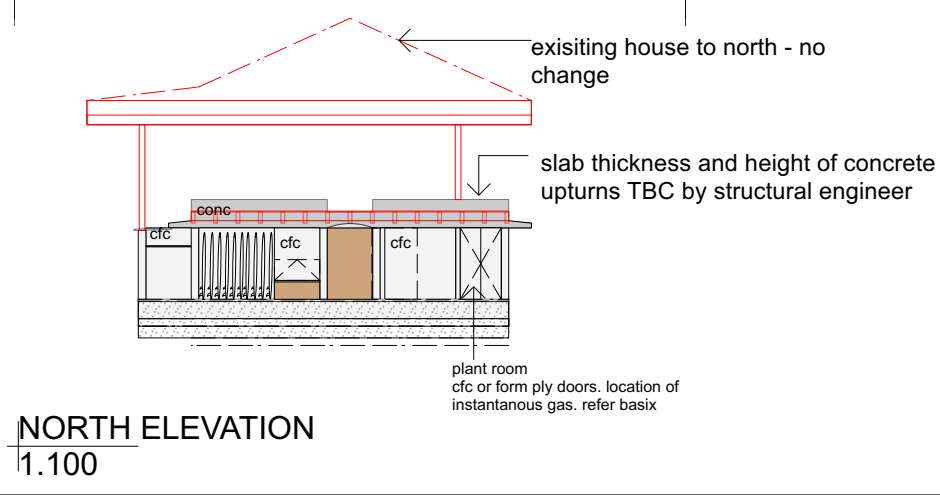 exisiting house to north - no
change
slab thickness and height of concrete
upturns TBC by structural engineer
conc
cfc
cfc
cfc
plant room
cfc or form ply doors. location of
instantanous gas. refer basix
NORTH ELEVATION
1.100